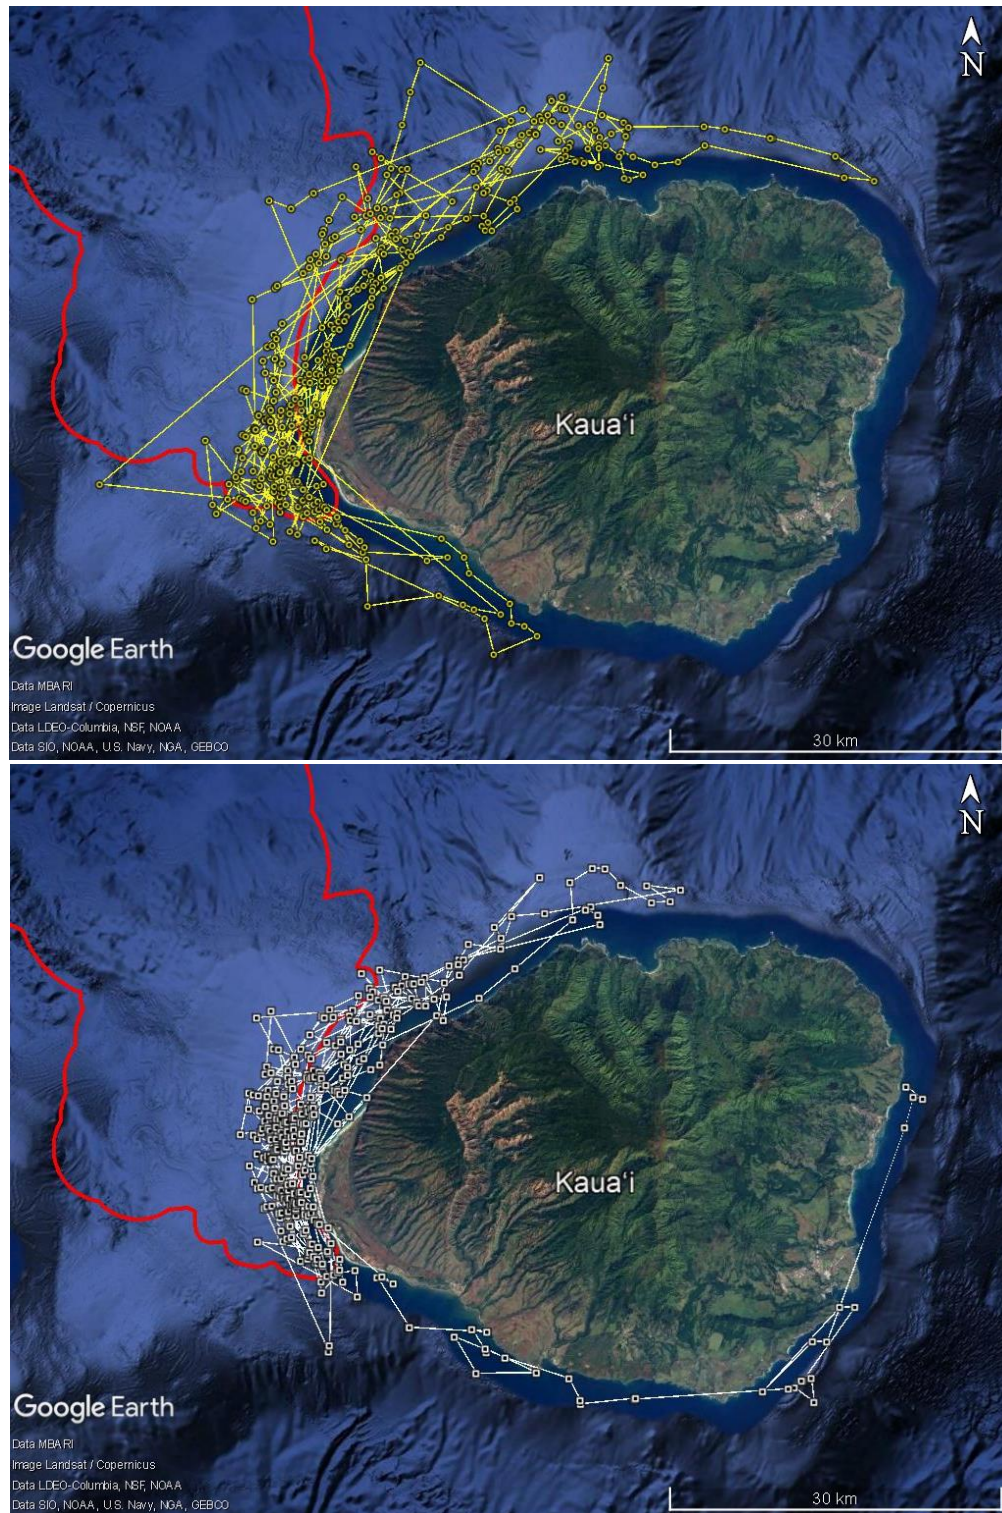 N
Kauaʻi
Google Earth
Data MBARI
Image Landsat / Copernicus
Data LDEO-Columbia, NSF, NOAA
Data SIO, NOAA, U.S. Navy, NGA, GEBCO
30 km
N
Kauaʻi
Google Earth
Data MBARI
Image Landsat / Copernicus
Data LDEO-Columbia, NSF, NOAA
Data SIO, NOAA, U.S. Navy, NGA, GEBCO
30 km